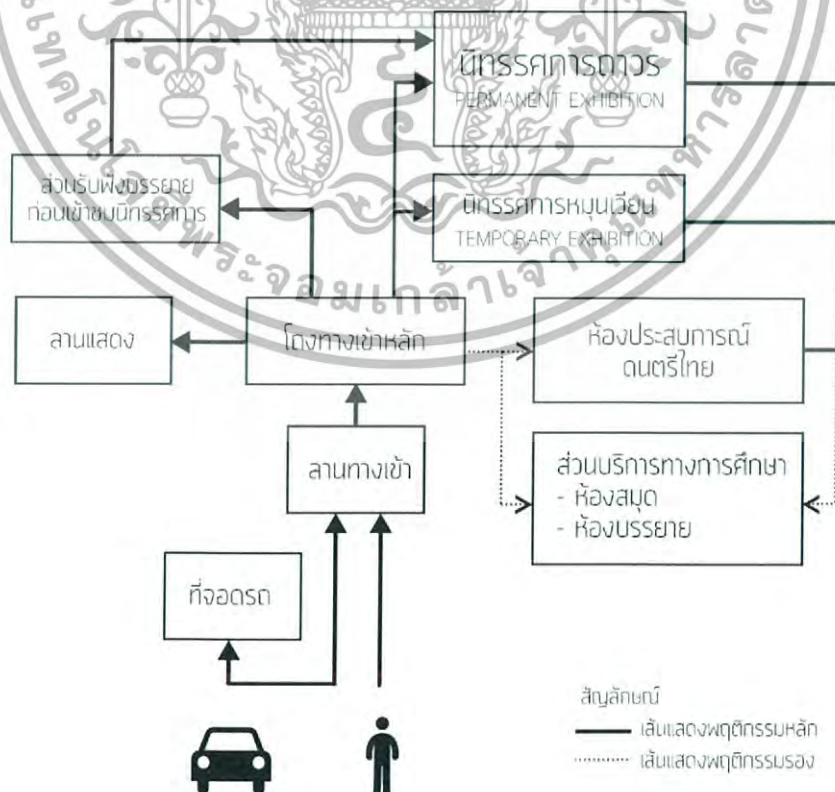 นิทรรศการถาวร
PERMANENT EXHIBITION
ส่วนรับฟังบรรยาย
ก่อนเข้าชมนิทรรศการ
นิทรรศการหมุนเวียน
TEMPORARY EXHIBITION
ลานแสดง
โถงทางเข้าหลัก
ห้องประสบการณ์
ดนตรีไทย
ลานทางเข้า
ส่วนบริการทางการศึกษา
- ห้องสมุด
- ห้องบรรยาย
ที่จอดรถ
สัญลักษณ์
เส้นแสดงพฤติกรรมหลัก
เส้นแสดงพฤติกรรมรอง